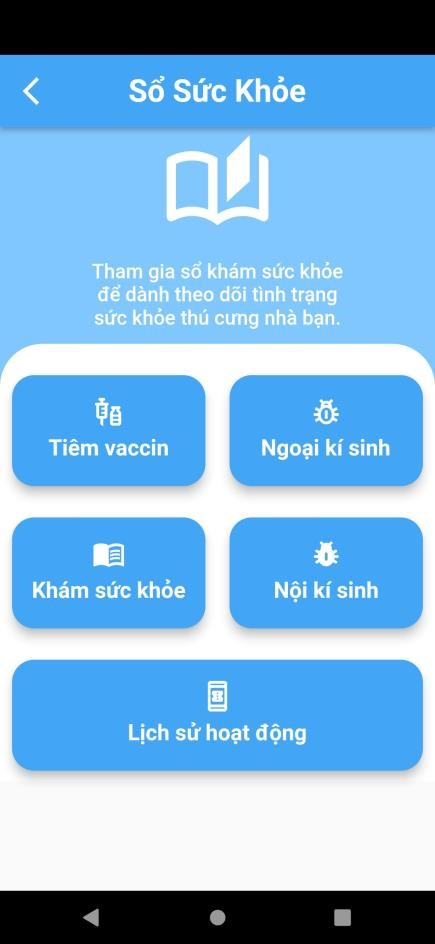 Sổ Sức Khỏe
Tham gia sổ khám sức khỏe
để dành theo dõi tình trạng
sức khỏe thú cưng nhà bạn.
Tiêm vaccin
Ngoại kí sinh
Khám sức khỏe
Nội kí sinh
Lịch sử hoạt động